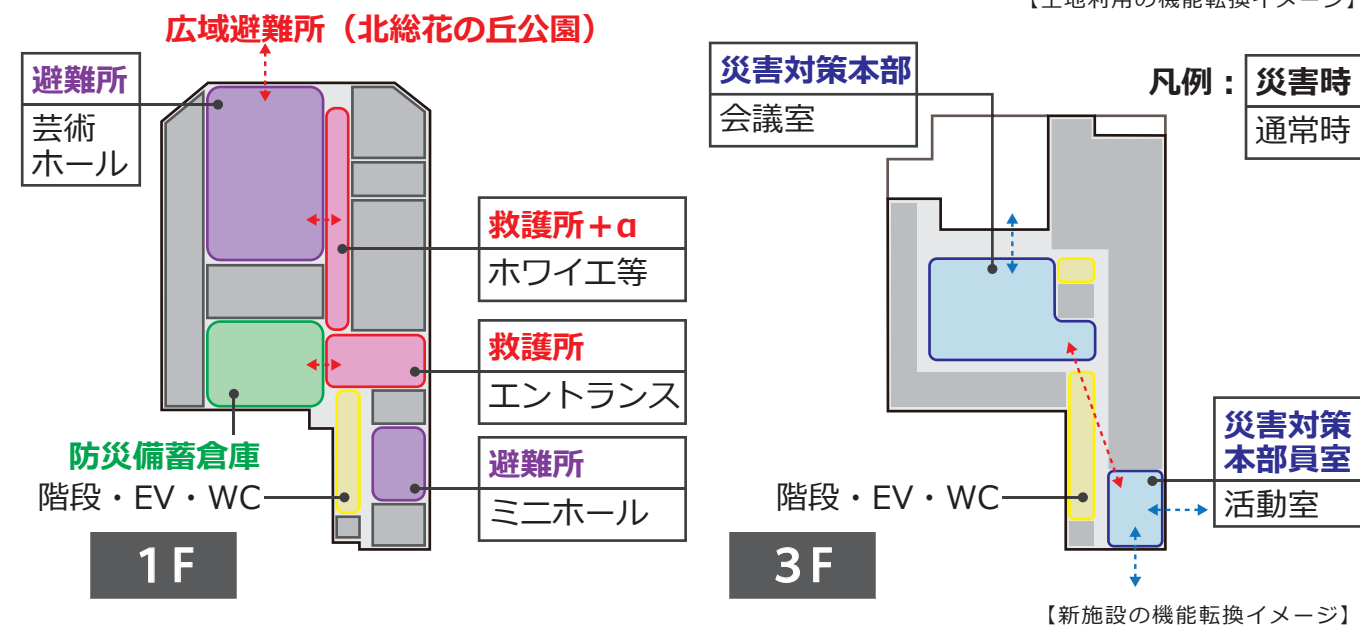 【土地利用の機能転換イメージ】
広域避難所（北総花の丘公園）
避難所
芸術
ホール
救護所＋α
ホワイエ等
救護所
エントランス
避難所
ミニホール
防災備蓄倉庫
階段・EV・WC
1F
災害対策本部
会議室
凡例：
災害時
通常時
災害対策
本部員室
活動室
階段・EV・WC
3F
【新施設の機能転換イメージ】